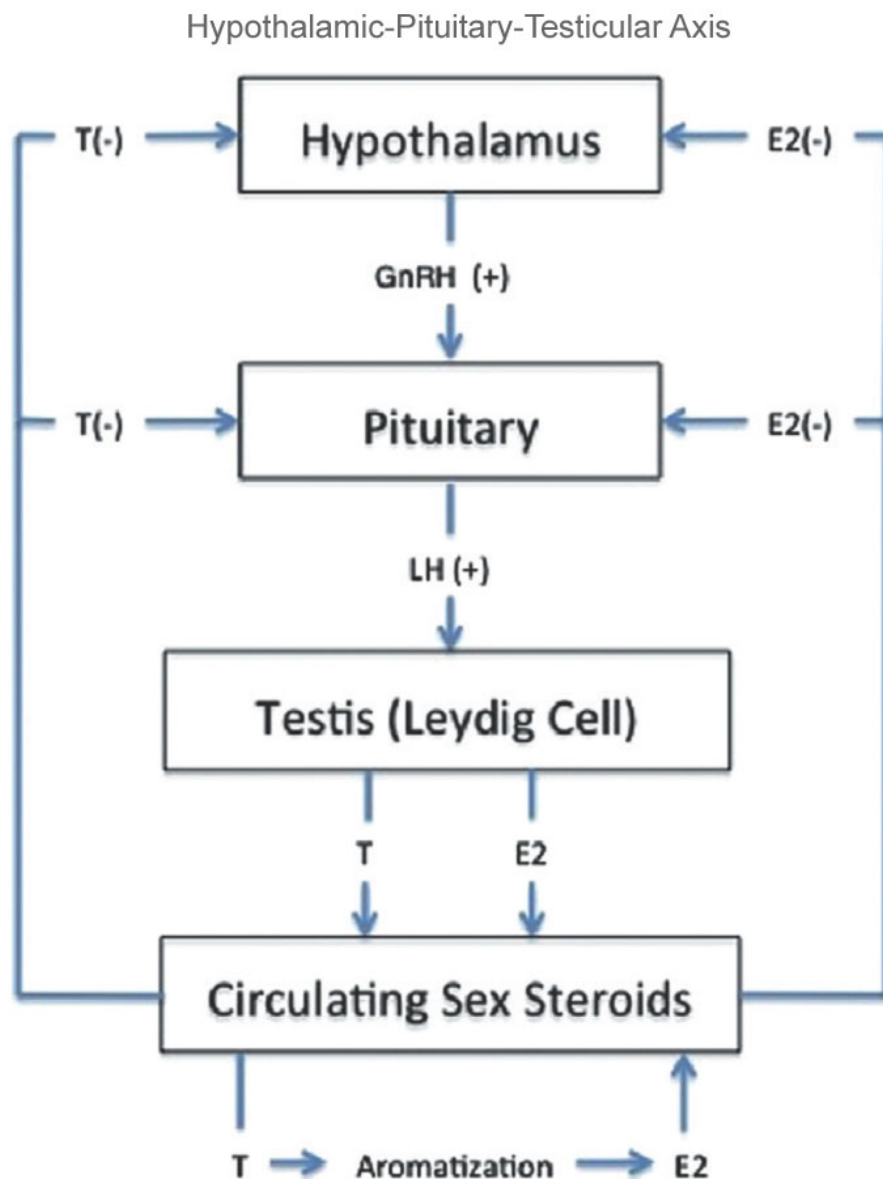 Hypothalamic-Pituitary-Testicular Axis
T(-) Hypothalamus E2(-)
GnRH (+)
T(-) Pituitary E2(-)
LH (+)
Testis (Leydig Cell)
T E2
Circulating Sex Steroids
T Aromatization E2